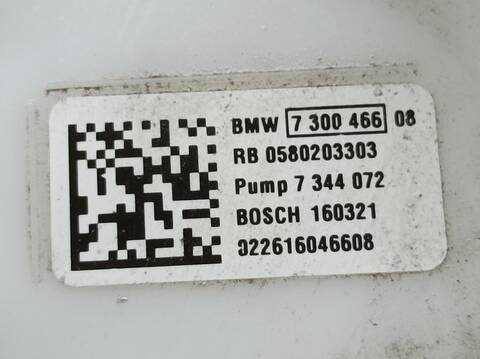 BMW 7 300 466 08
RB 0580203303
Pump 7 344 072
BOSCH 160321
022616046608